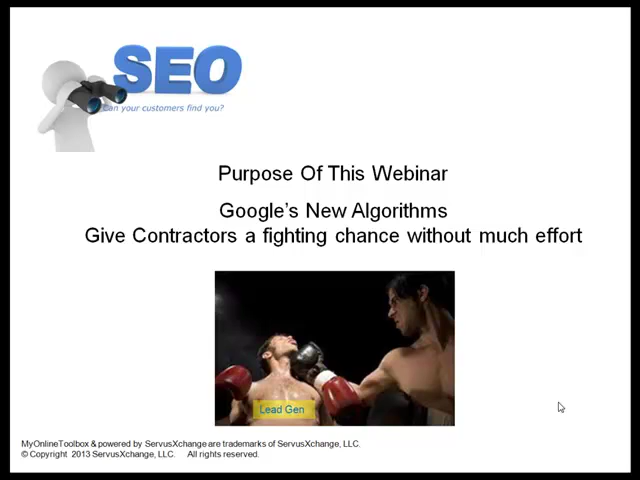 SEO
Can your customers find you?
Purpose Of This Webinar
Google's New Algorithms
Give Contractors a fighting chance without much effort
Lead Gen
MyOnlineToolbox & powered by ServusXchange are trademarks of ServusXchange, LLC.
© Copyright 2013 ServusXchange, LLC. All rights reserved.